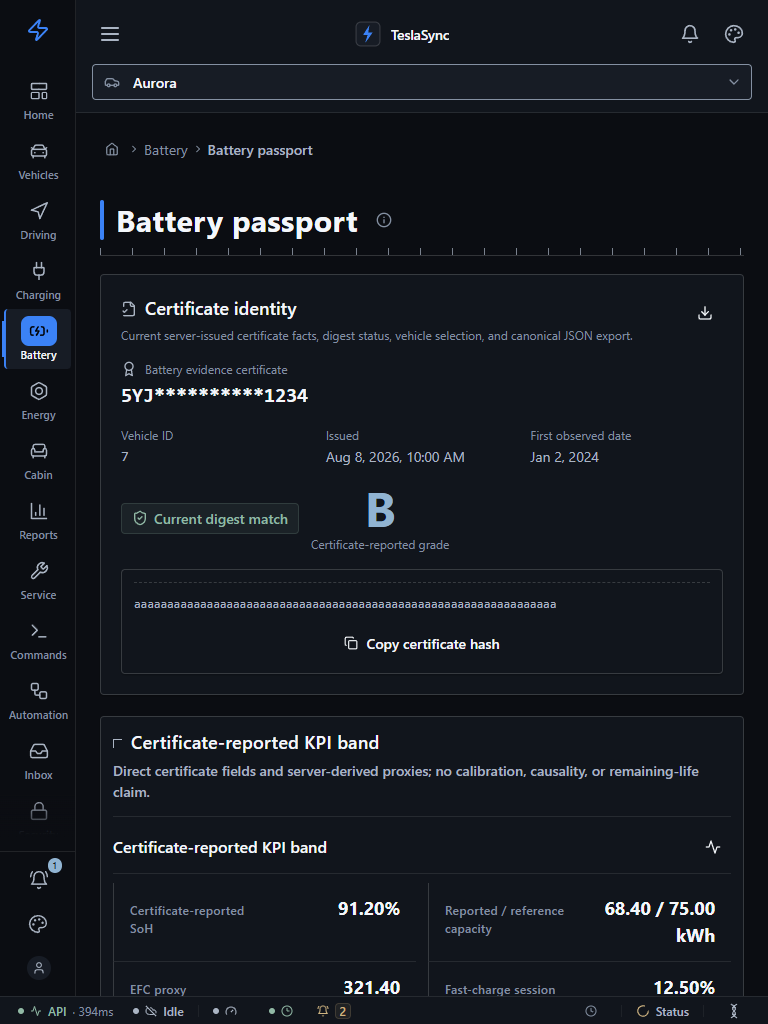 TeslaSync
Aurora
Home
Vehicles
Driving
Charging
Battery
Energy
Cabin
Reports
Service
Commands
Automation
Inbox
1
Battery
Battery passport
Battery passport
Certificate identity
Current server-issued certificate facts, digest status, vehicle selection, and canonical JSON export.
Battery evidence certificate
5YJ**********1234
Vehicle ID
7
Issued
Aug 8, 2026, 10:00 AM
First observed date
Jan 2, 2024
Current digest match
B
Certificate-reported grade
aaaaaaaaaaaaaaaaaaaaaaaaaaaaaaaaaaaaaaaaaaaaaaaaaaaaaaaaaaaaaaaa
Copy certificate hash
Certificate-reported KPI band
Direct certificate fields and server-derived proxies; no calibration, causality, or remaining-life
claim.
Certificate-reported KPI band
Certificate-reported
SoH
91.20%
Reported / reference
capacity
68.40 / 75.00
kWh
EFC proxy
321.40
Fast-charge session
12.50%
API · 394ms
Idle
2
Status